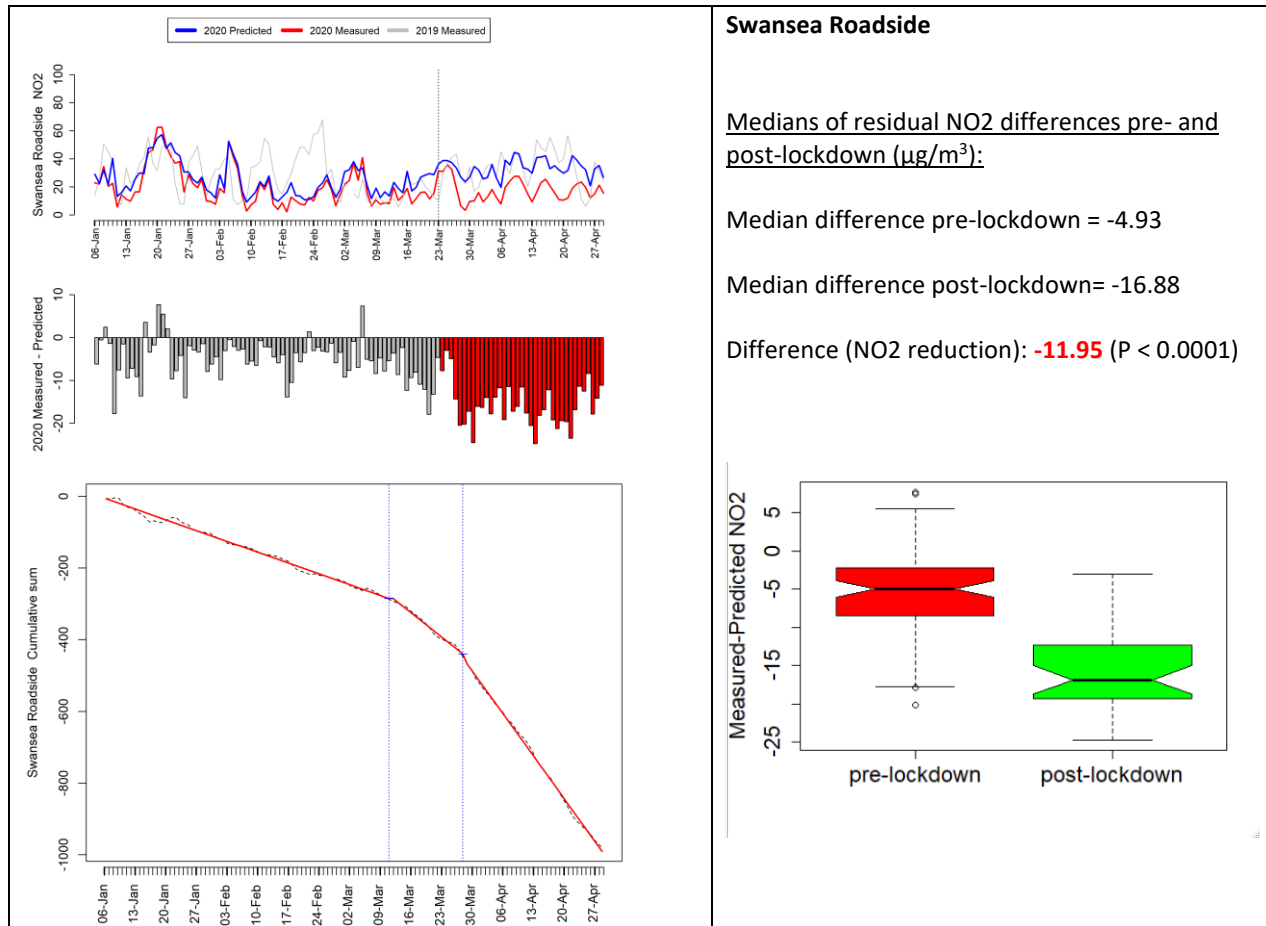 2020 Predicted 2020 Measured 2019 Measured
Swansea Roadside NO2
100
80
60
40
20
0
06-Jan 13-Jan 20-Jan 27-Jan 03-Feb 10-Feb 17-Feb 24-Feb 02-Mar 09-Mar 16-Mar 23-Mar 30-Mar 06-Apr 13-Apr 20-Apr 27-Apr
2020 Measured - Predicted
10
0
-10
-20
Swansea Roadside Cumulative sum
0
-200
-400
-600
-800
-1000
06-Jan 13-Jan 20-Jan 27-Jan 03-Feb 10-Feb 17-Feb 24-Feb 02-Mar 09-Mar 16-Mar 23-Mar 30-Mar 06-Apr 13-Apr 20-Apr 27-Apr
Swansea Roadside
Medians of residual NO2 differences pre- and
post-lockdown (µg/m³):
Median difference pre-lockdown = -4.93
Median difference post-lockdown= -16.88
Difference (NO2 reduction): -11.95 (P < 0.0001)
Measured-Predicted NO2
5
0
-5
-15
-25
pre-lockdown post-lockdown